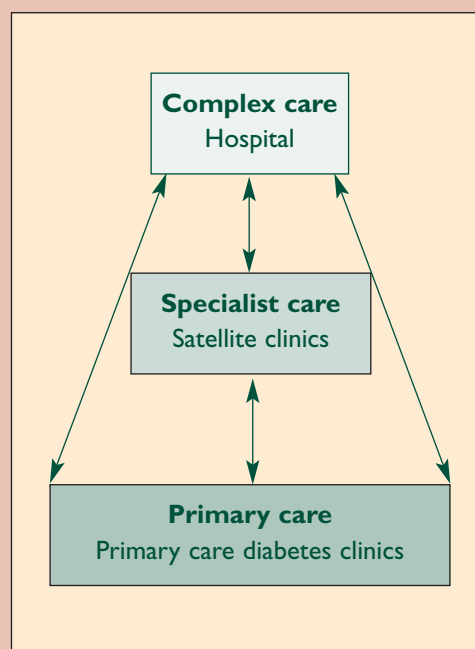 Complex care
Hospital
Specialist care
Satellite clinics
Primary care
Primary care diabetes clinics